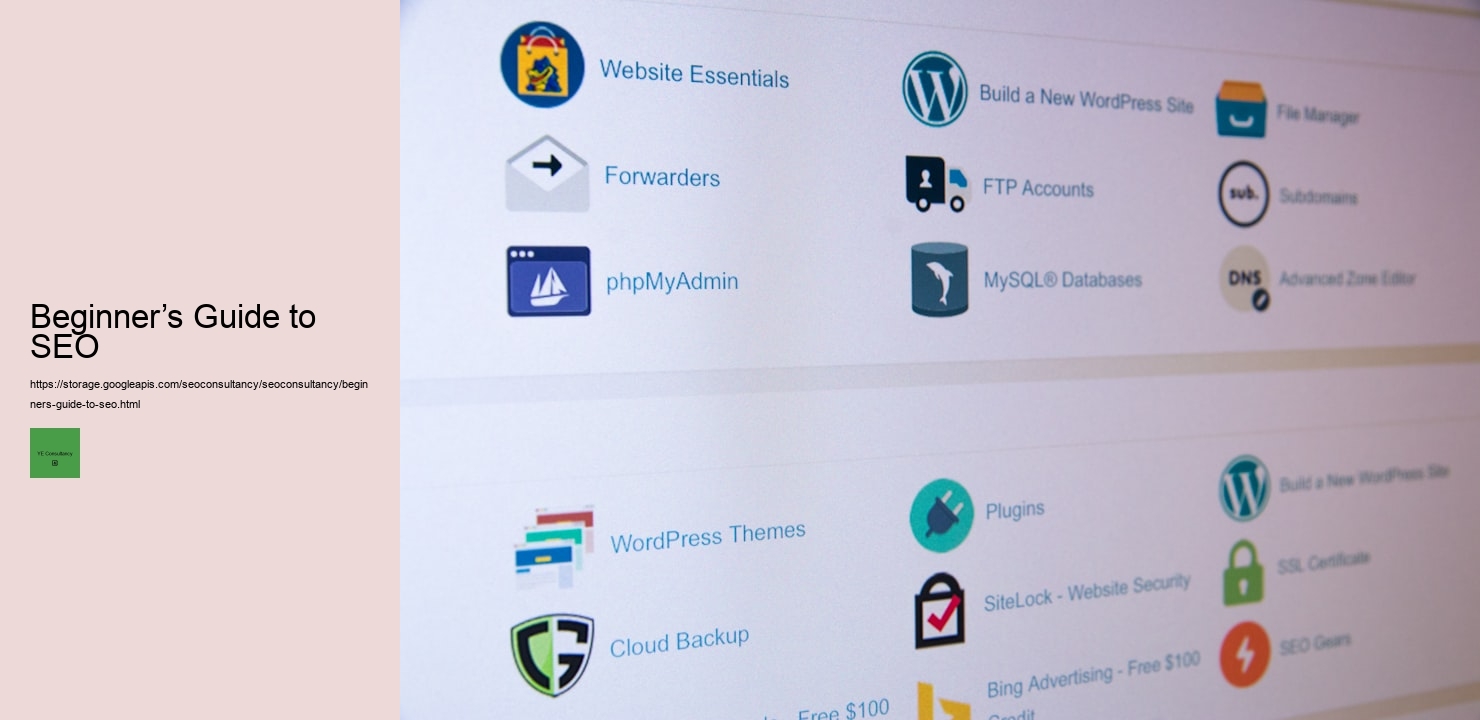 Beginner’s Guide to
SEO
https://storage.googleapis.com/seoconsultancy/seoconsultancy/begin
ners-guide-to-seo.html
YE Consultancy
Website Essentials
Build a New WordPress Site
File Manager
Forwarders
FTP Accounts
sub.
Subdomains
phpMyAdmin
MySQL® Databases
DNS
Advanced Zone Editor
WordPress Themes
Plugins
Build a New WordPress Site
SiteLock - Website Security
SSL Certificate
Cloud Backup
Bing Advertising - Free $100
Credit
SEO Gears
- Free $100